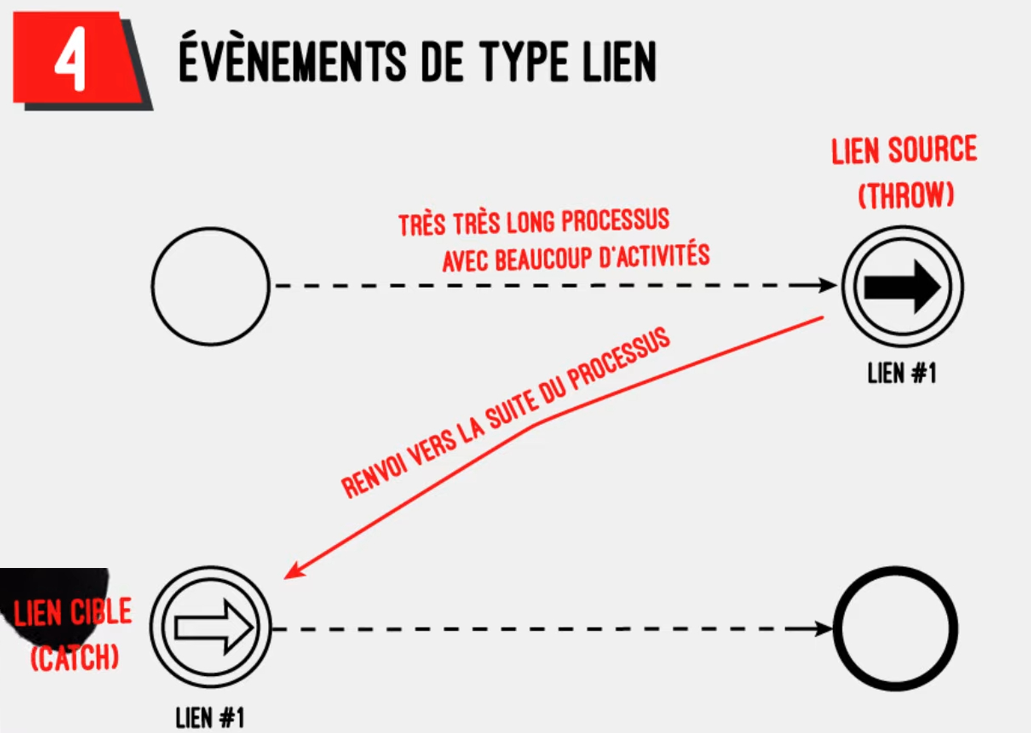 4
ÉVÈNEMENTS DE TYPE LIEN
LIEN SOURCE
(THROW)
TRÈS TRÈS LONG PROCESSUS
AVEC BEAUCOUP D'ACTIVITÉS
LIEN #1
RENVOI VERS LA SUITE DU PROCESSUS
LIEN CIBLE
(CATCH)
LIEN #1